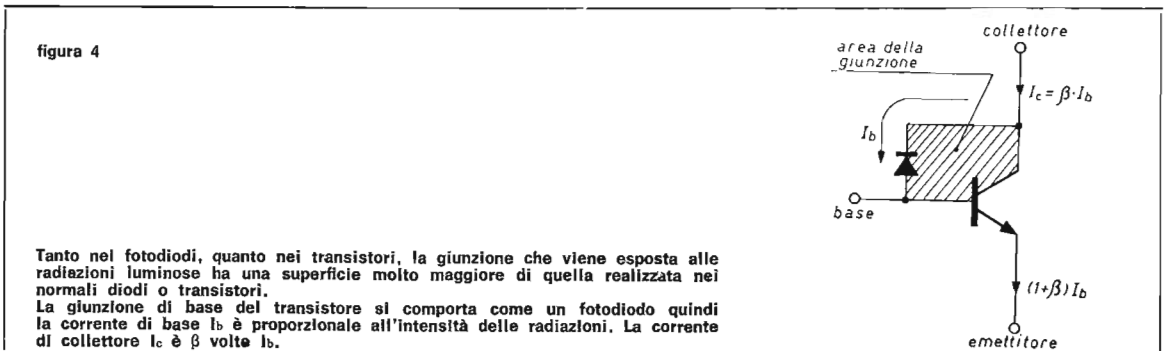 figura 4
collettore
area della
giunzione
Ic = β·Ib
Ib
base
(1+β)Ib
emettitore
Tanto nei fotodiodi, quanto nei transistori, la giunzione che viene esposta alle
radiazioni luminose ha una superficie molto maggiore di quella realizzata nei
normali diodi o transistori.
La giunzione di base del transistore si comporta come un fotodiodo quindi
la corrente di base Ib è proporzionale all'intensità delle radiazioni. La corrente
di collettore Ic è β volte Ib.